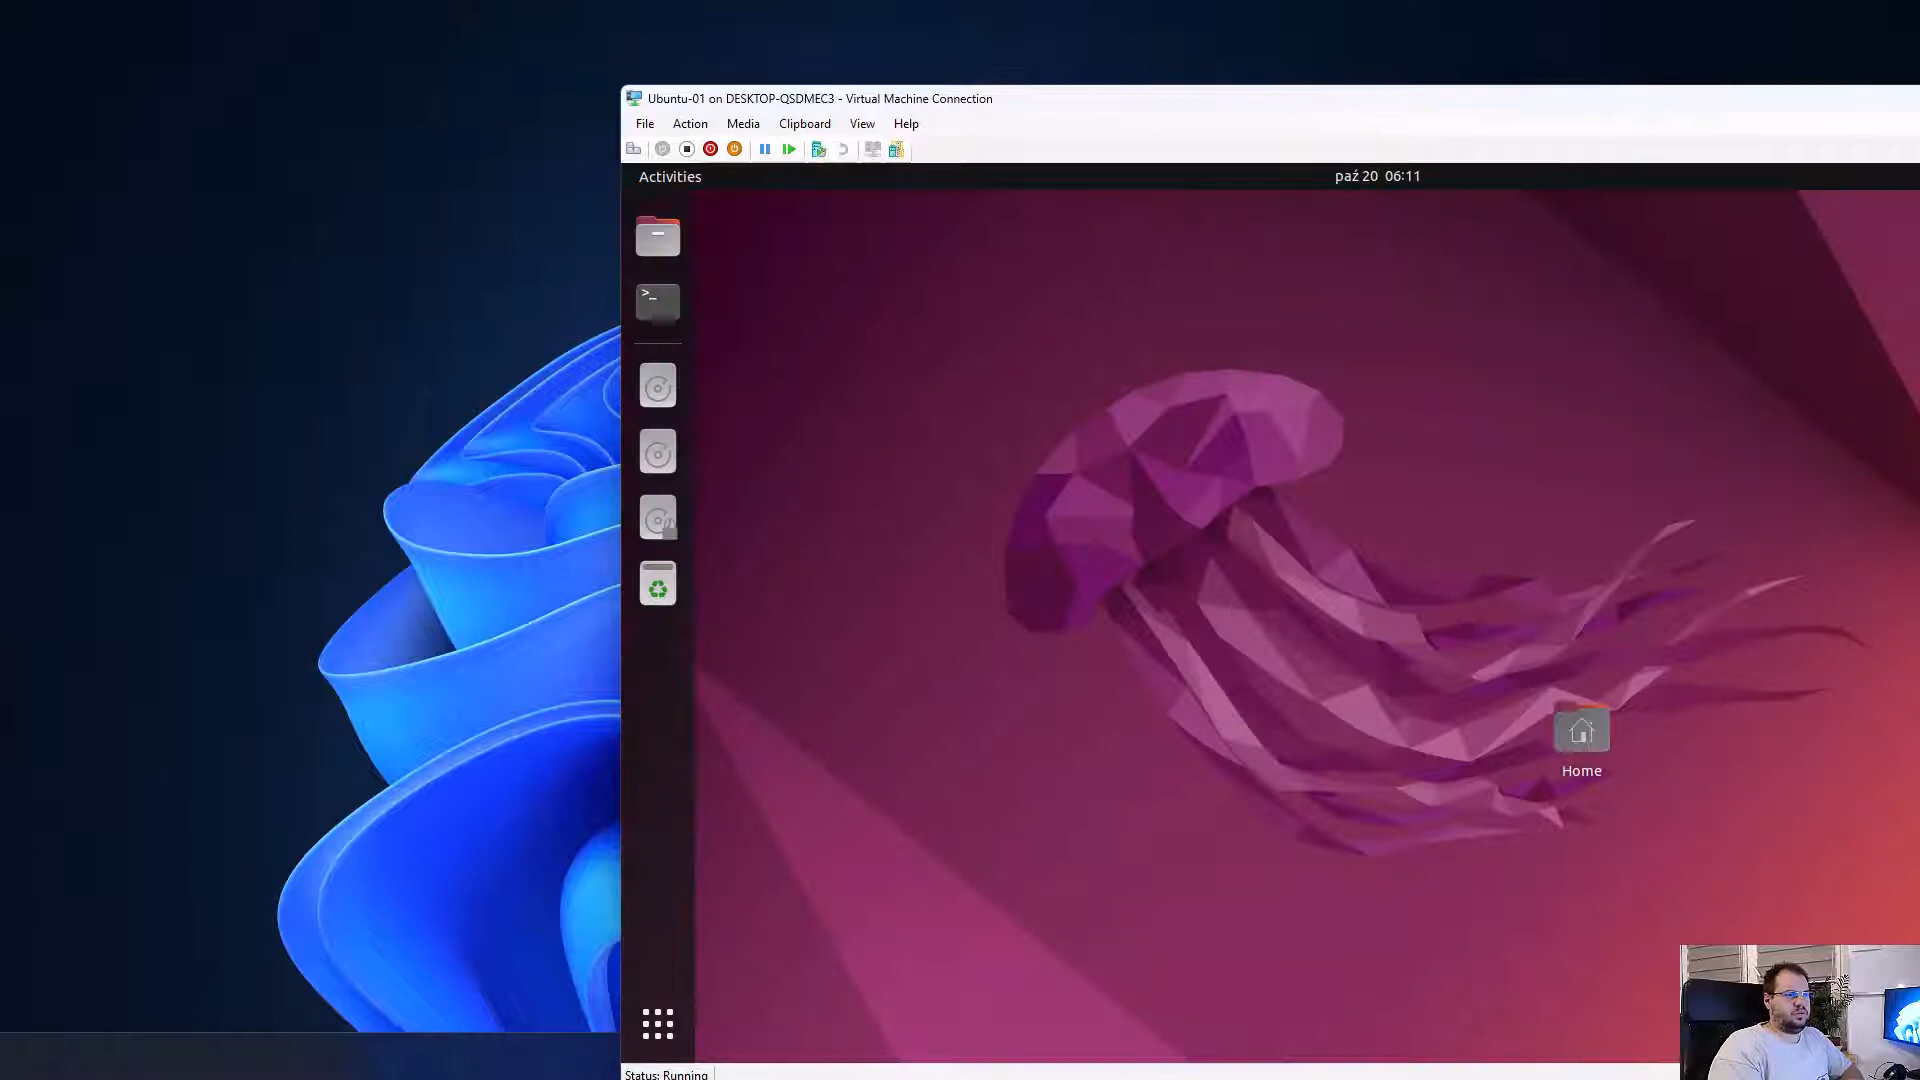 Ubuntu-01 on DESKTOP-QSDMEC3 - Virtual Machine Connection
File Action Media Clipboard View Help
Activities
paź 20 06:11
>_
Home
Status: Running